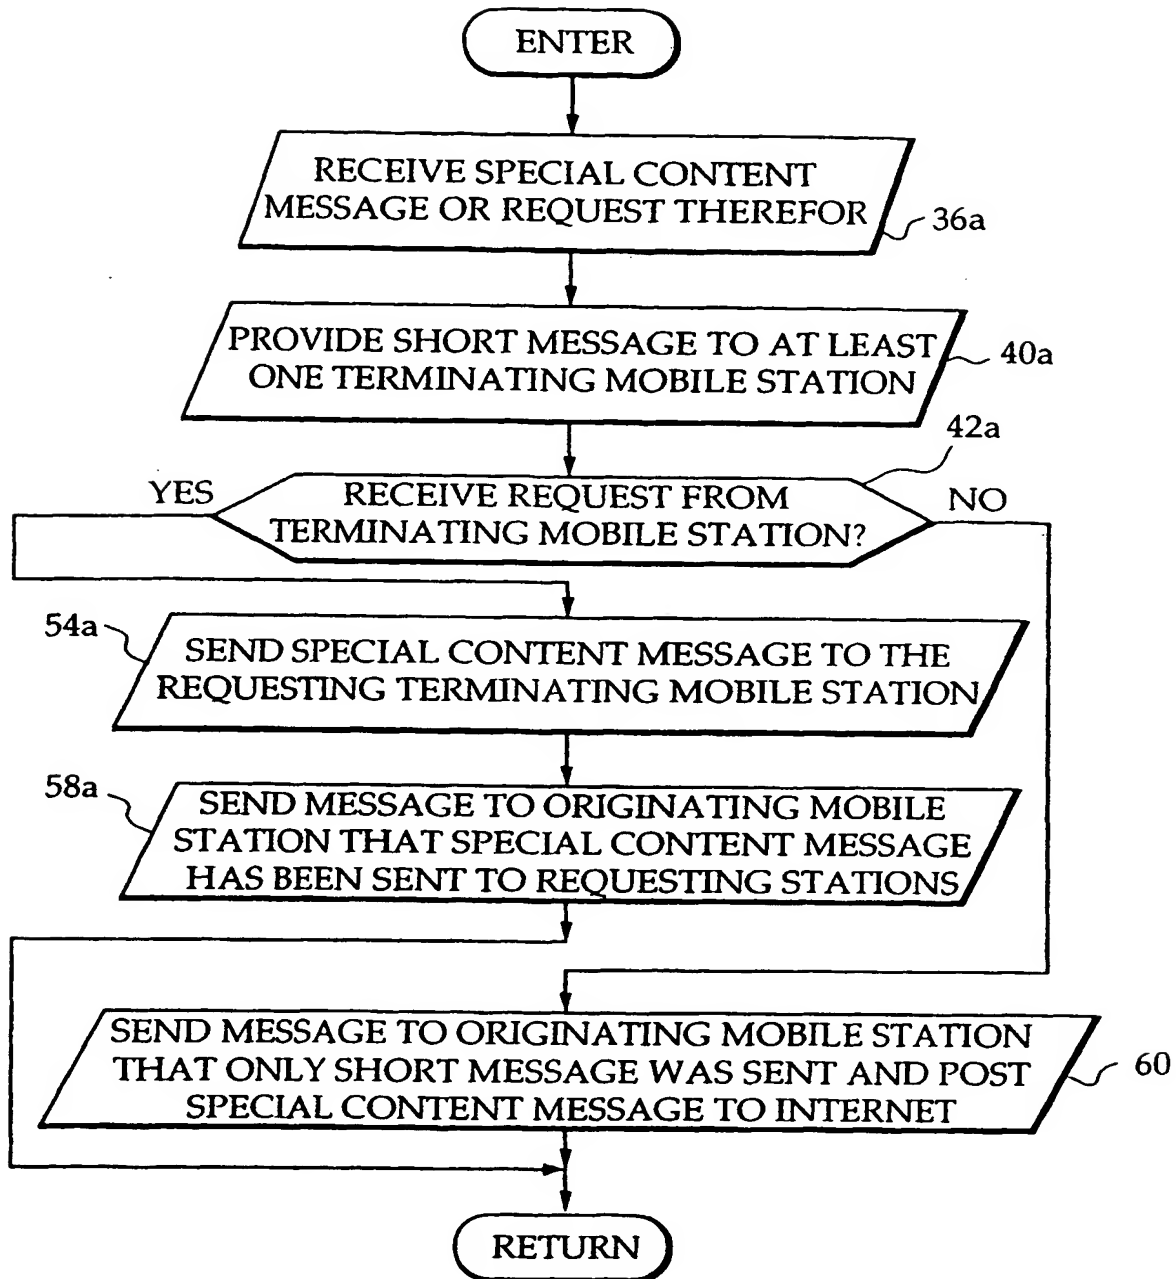 ENTER
RECEIVE SPECIAL CONTENT
MESSAGE OR REQUEST THEREFOR
36a
PROVIDE SHORT MESSAGE TO AT LEAST
ONE TERMINATING MOBILE STATION
40a
42a
YES
RECEIVE REQUEST FROM
TERMINATING MOBILE STATION?
NO
54a
SEND SPECIAL CONTENT MESSAGE TO THE
REQUESTING TERMINATING MOBILE STATION
58a
SEND MESSAGE TO ORIGINATING MOBILE
STATION THAT SPECIAL CONTENT MESSAGE
HAS BEEN SENT TO REQUESTING STATIONS
SEND MESSAGE TO ORIGINATING MOBILE STATION
THAT ONLY SHORT MESSAGE WAS SENT AND POST
SPECIAL CONTENT MESSAGE TO INTERNET
60
RETURN